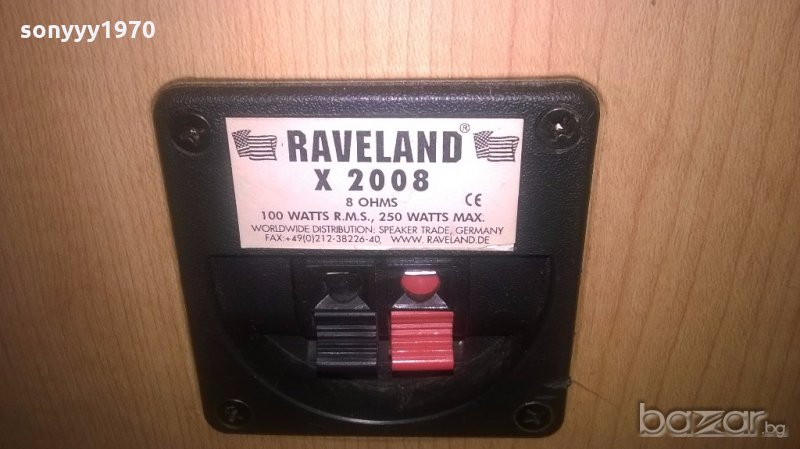 sonyyy1970
RAVELAND®
X 2008
8 OHMS CE
100 WATTS R.M.S., 250 WATTS MAX.
WORLDWIDE DISTRIBUTION: SPEAKER TRADE, GERMANY
FAX:+49(0)212-38226-40, WWW. RAVELAND.DE
bazar.bg